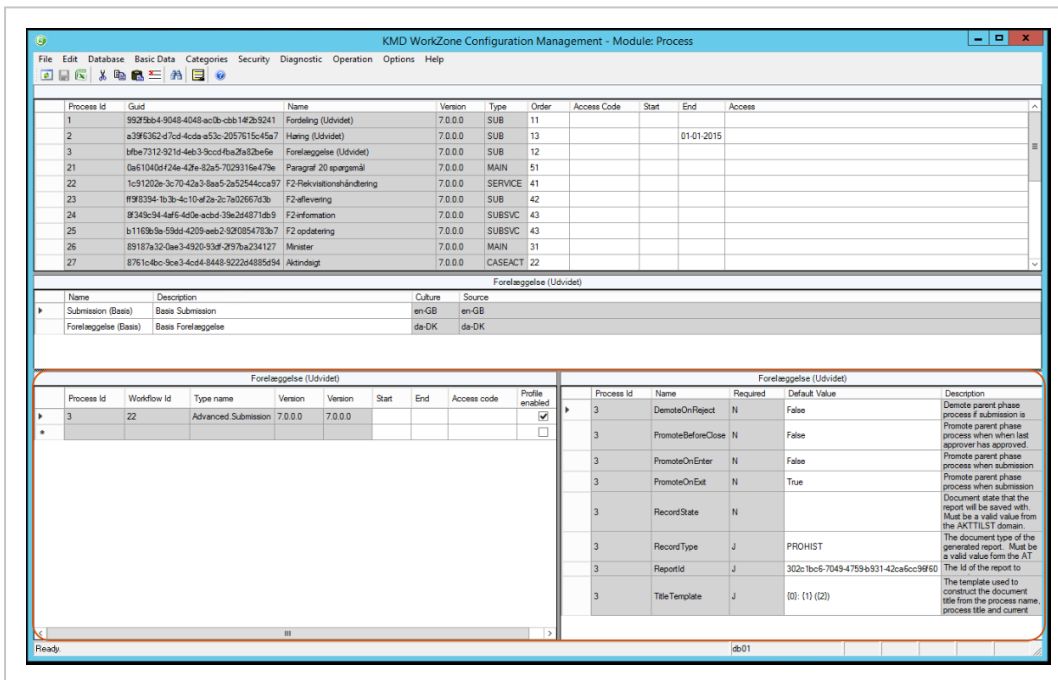 KMD WorkZone Configuration Management - Module: Process
File Edit Database Basic Data Categories Security Diagnostic Operation Options Help
Process Id Guid Name Version Type Order Access Code Start End Access
1 992f5bb4-9048-4048-ac0b-cbb14f2b9241 Fordeling (Udvidet) 7.0.0.0 SUB 11
2 a39f6362-d7cd-4cda-a53c-2057615c45a7 Høring (Udvidet) 7.0.0.0 SUB 13 01-01-2015
3 bfbe7312-921d-4eb3-9ccd-fba2fa82be6e Forelæggelse (Udvidet) 7.0.0.0 SUB 12
21 0a61040d-f24e-42fe-82a5-7029316e479e Paragraf 20 spørgsmål 7.0.0.0 MAIN 51
22 1c91202e-3c70-42a3-8aa5-2a52544cca97 F2-Rekvisitionshåndtering 7.0.0.0 SERVICE 41
23 ff9f8394-1b3b-4c10-af2a-2c7a02667d3b F2-aflevering 7.0.0.0 SUB 42
24 8f349c94-4af6-4d0e-acbd-39e2d4871db9 F2-information 7.0.0.0 SUBSVC 43
25 b1169b9a-59dd-4209-aeb2-92f0854783b7 F2 opdatering 7.0.0.0 SUBSVC 43
26 89187a32-0ae3-4920-93df-2f97ba234127 Minister 7.0.0.0 MAIN 31
27 8761c4bc-9ce3-4cd4-8448-9222d4885d94 Aktindsigt 7.0.0.0 CASEACT 22
Forelæggelse (Udvidet)
Name Description Culture Source
Submission (Basis) Basis Submission en-GB en-GB
Forelæggelse (Basis) Basis Forelæggelse da-DK da-DK
Forelæggelse (Udvidet)
Process Id Workflow Id Type name Version Version Start End Access code Profile enabled
3 22 Advanced.Submission 7.0.0.0 7.0.0.0
Forelæggelse (Udvidet)
Process Id Name Required Default Value Description
3 DemoteOnReject N False Demote parent phase process if submission is
3 PromoteBeforeClose N False Promote parent phase process when when last approver has approved.
3 PromoteOnEnter N False Promote parent phase process when submission
3 PromoteOnExit N True Promote parent phase process when submission
3 RecordState N Document state that the report will be saved with. Must be a valid value from the AKTTILST domain.
3 RecordType J PROHIST The document type of the generated report. Must be a valid value form the AT
3 ReportId J 302c1bc6-7049-4759-b931-42ca6cc96f60 The Id of the report to
3 TitleTemplate J {0}: {1} ({2}) The template used to construct the document title from the process name, process title and current
Ready. db01